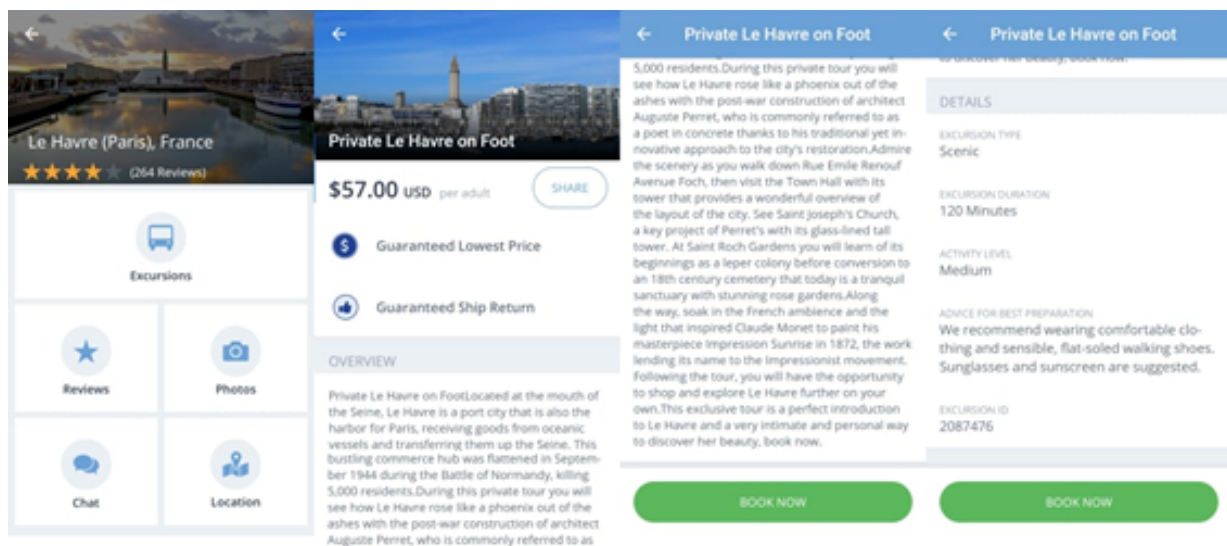 Le Havre (Paris), France
(264 Reviews)
Excursions
Reviews
Photos
Chat
Location
Private Le Havre on Foot
$57.00 USD per adult
SHARE
Guaranteed Lowest Price
Guaranteed Ship Return
OVERVIEW
Private Le Havre on FootLocated at the mouth of
the Seine, Le Havre is a port city that is also the
harbor for Paris, receiving goods from oceanic
vessels and transferring them up the Seine. This
bustling commerce hub was flattened in Septem-
ber 1944 during the Battle of Normandy, killing
5,000 residents.During this private tour you will
see how Le Havre rose like a phoenix out of the
ashes with the post-war construction of architect
Auguste Perret, who is commonly referred to as
Private Le Havre on Foot
5,000 residents.During this private tour you will
see how Le Havre rose like a phoenix out of the
ashes with the post-war construction of architect
Auguste Perret, who is commonly referred to as
a poet in concrete thanks to his traditional yet in-
novative approach to the city's restoration.Admire
the scenery as you walk down Rue Emile Renouf
Avenue Foch, then visit the Town Hall with its
tower that provides a wonderful overview of
the layout of the city. See Saint Joseph's Church,
a key project of Perret's with its glass-lined tall
tower. At Saint Roch Gardens you will learn of its
beginnings as a leper colony before conversion to
an 18th century cemetery that today is a tranquil
sanctuary with stunning rose gardens.Along
the way, soak in the French ambience and the
light that inspired Claude Monet to paint his
masterpiece Impression Sunrise in 1872, the work
lending its name to the Impressionist movement.
Following the tour, you will have the opportunity
to shop and explore Le Havre further on your
own.This exclusive tour is a perfect introduction
to Le Havre and a very intimate and personal way
to discover her beauty, book now.
BOOK NOW
Private Le Havre on Foot
to discover her beauty, book now.
DETAILS
EXCURSION TYPE
Scenic
EXCURSION DURATION
120 Minutes
ACTIVITY LEVEL
Medium
ADVICE FOR BEST PREPARATION
We recommend wearing comfortable clo-
thing and sensible, flat-soled walking shoes.
Sunglasses and sunscreen are suggested.
EXCURSION ID
2087476
BOOK NOW